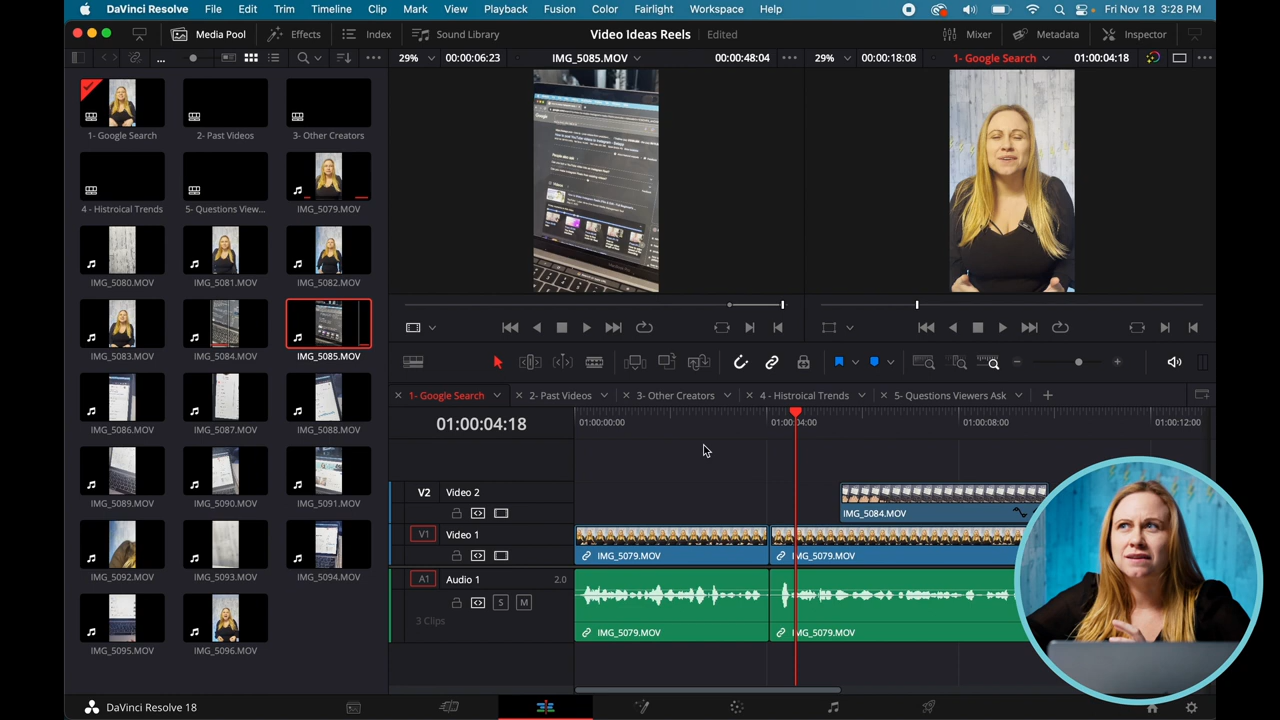 DaVinci Resolve File Edit Trim Timeline Clip Mark View Playback Fusion Color Fairlight Workspace Help Fri Nov 18 3:28 PM
Media Pool Effects Index Sound Library Video Ideas Reels Edited Mixer Metadata Inspector
... 29% 00:00:06:23 IMG_5085.MOV 00:00:48:04 ... 29% 00:00:18:08 1- Google Search 01:00:04:18 ...
1- Google Search 2- Past Videos 3- Other Creators
4 - Histroical Trends 5- Questions View... IMG_5079.MOV
IMG_5080.MOV IMG_5081.MOV IMG_5082.MOV
IMG_5083.MOV IMG_5084.MOV IMG_5085.MOV
IMG_5086.MOV IMG_5087.MOV IMG_5088.MOV
IMG_5089.MOV IMG_5090.MOV IMG_5091.MOV
IMG_5092.MOV IMG_5093.MOV IMG_5094.MOV
IMG_5095.MOV IMG_5096.MOV
1- Google Search 2- Past Videos 3- Other Creators 4 - Histroical Trends 5- Questions Viewers Ask
01:00:04:18 01:00:00:00 01:00:04:00 01:00:08:00 01:00:12:00
V2 Video 2
IMG_5084.MOV
V1 Video 1
IMG_5079.MOV IMG_5079.MOV
A1 Audio 1 2.0
S M
3 Clips
IMG_5079.MOV IMG_5079.MOV
DaVinci Resolve 18